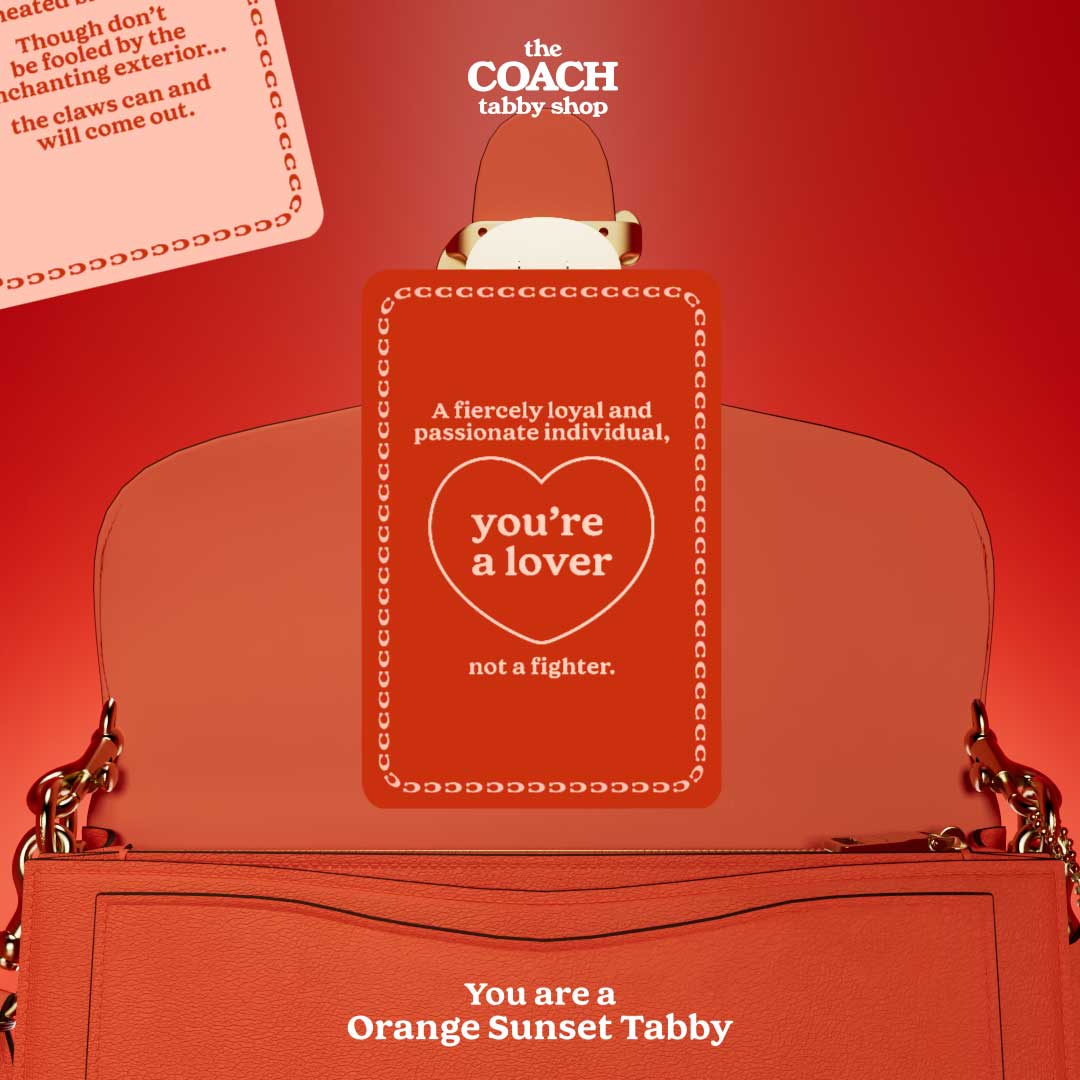 Though don't
be fooled by the
enchanting exterior...
the claws can and
will come out.
the
COACH
tabby shop
A fiercely loyal and
passionate individual,
you're
a lover
not a fighter.
You are a
Orange Sunset Tabby